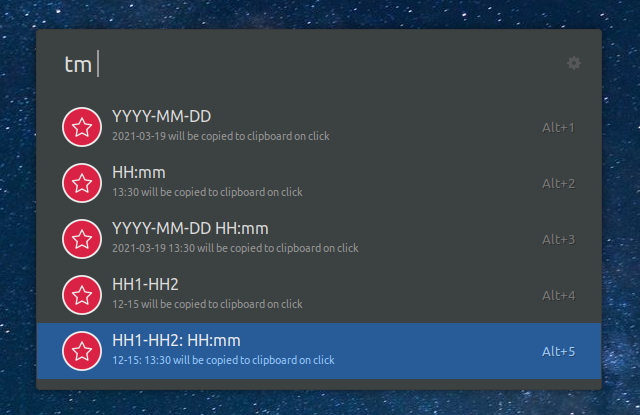 tm
YYYY-MM-DD
2021-03-19 will be copied to clipboard on click
Alt+1
HH:mm
13:30 will be copied to clipboard on click
Alt+2
YYYY-MM-DD HH:mm
2021-03-19 13:30 will be copied to clipboard on click
Alt+3
HH1-HH2
12-15 will be copied to clipboard on click
Alt+4
HH1-HH2: HH:mm
12-15: 13:30 will be copied to clipboard on click
Alt+5